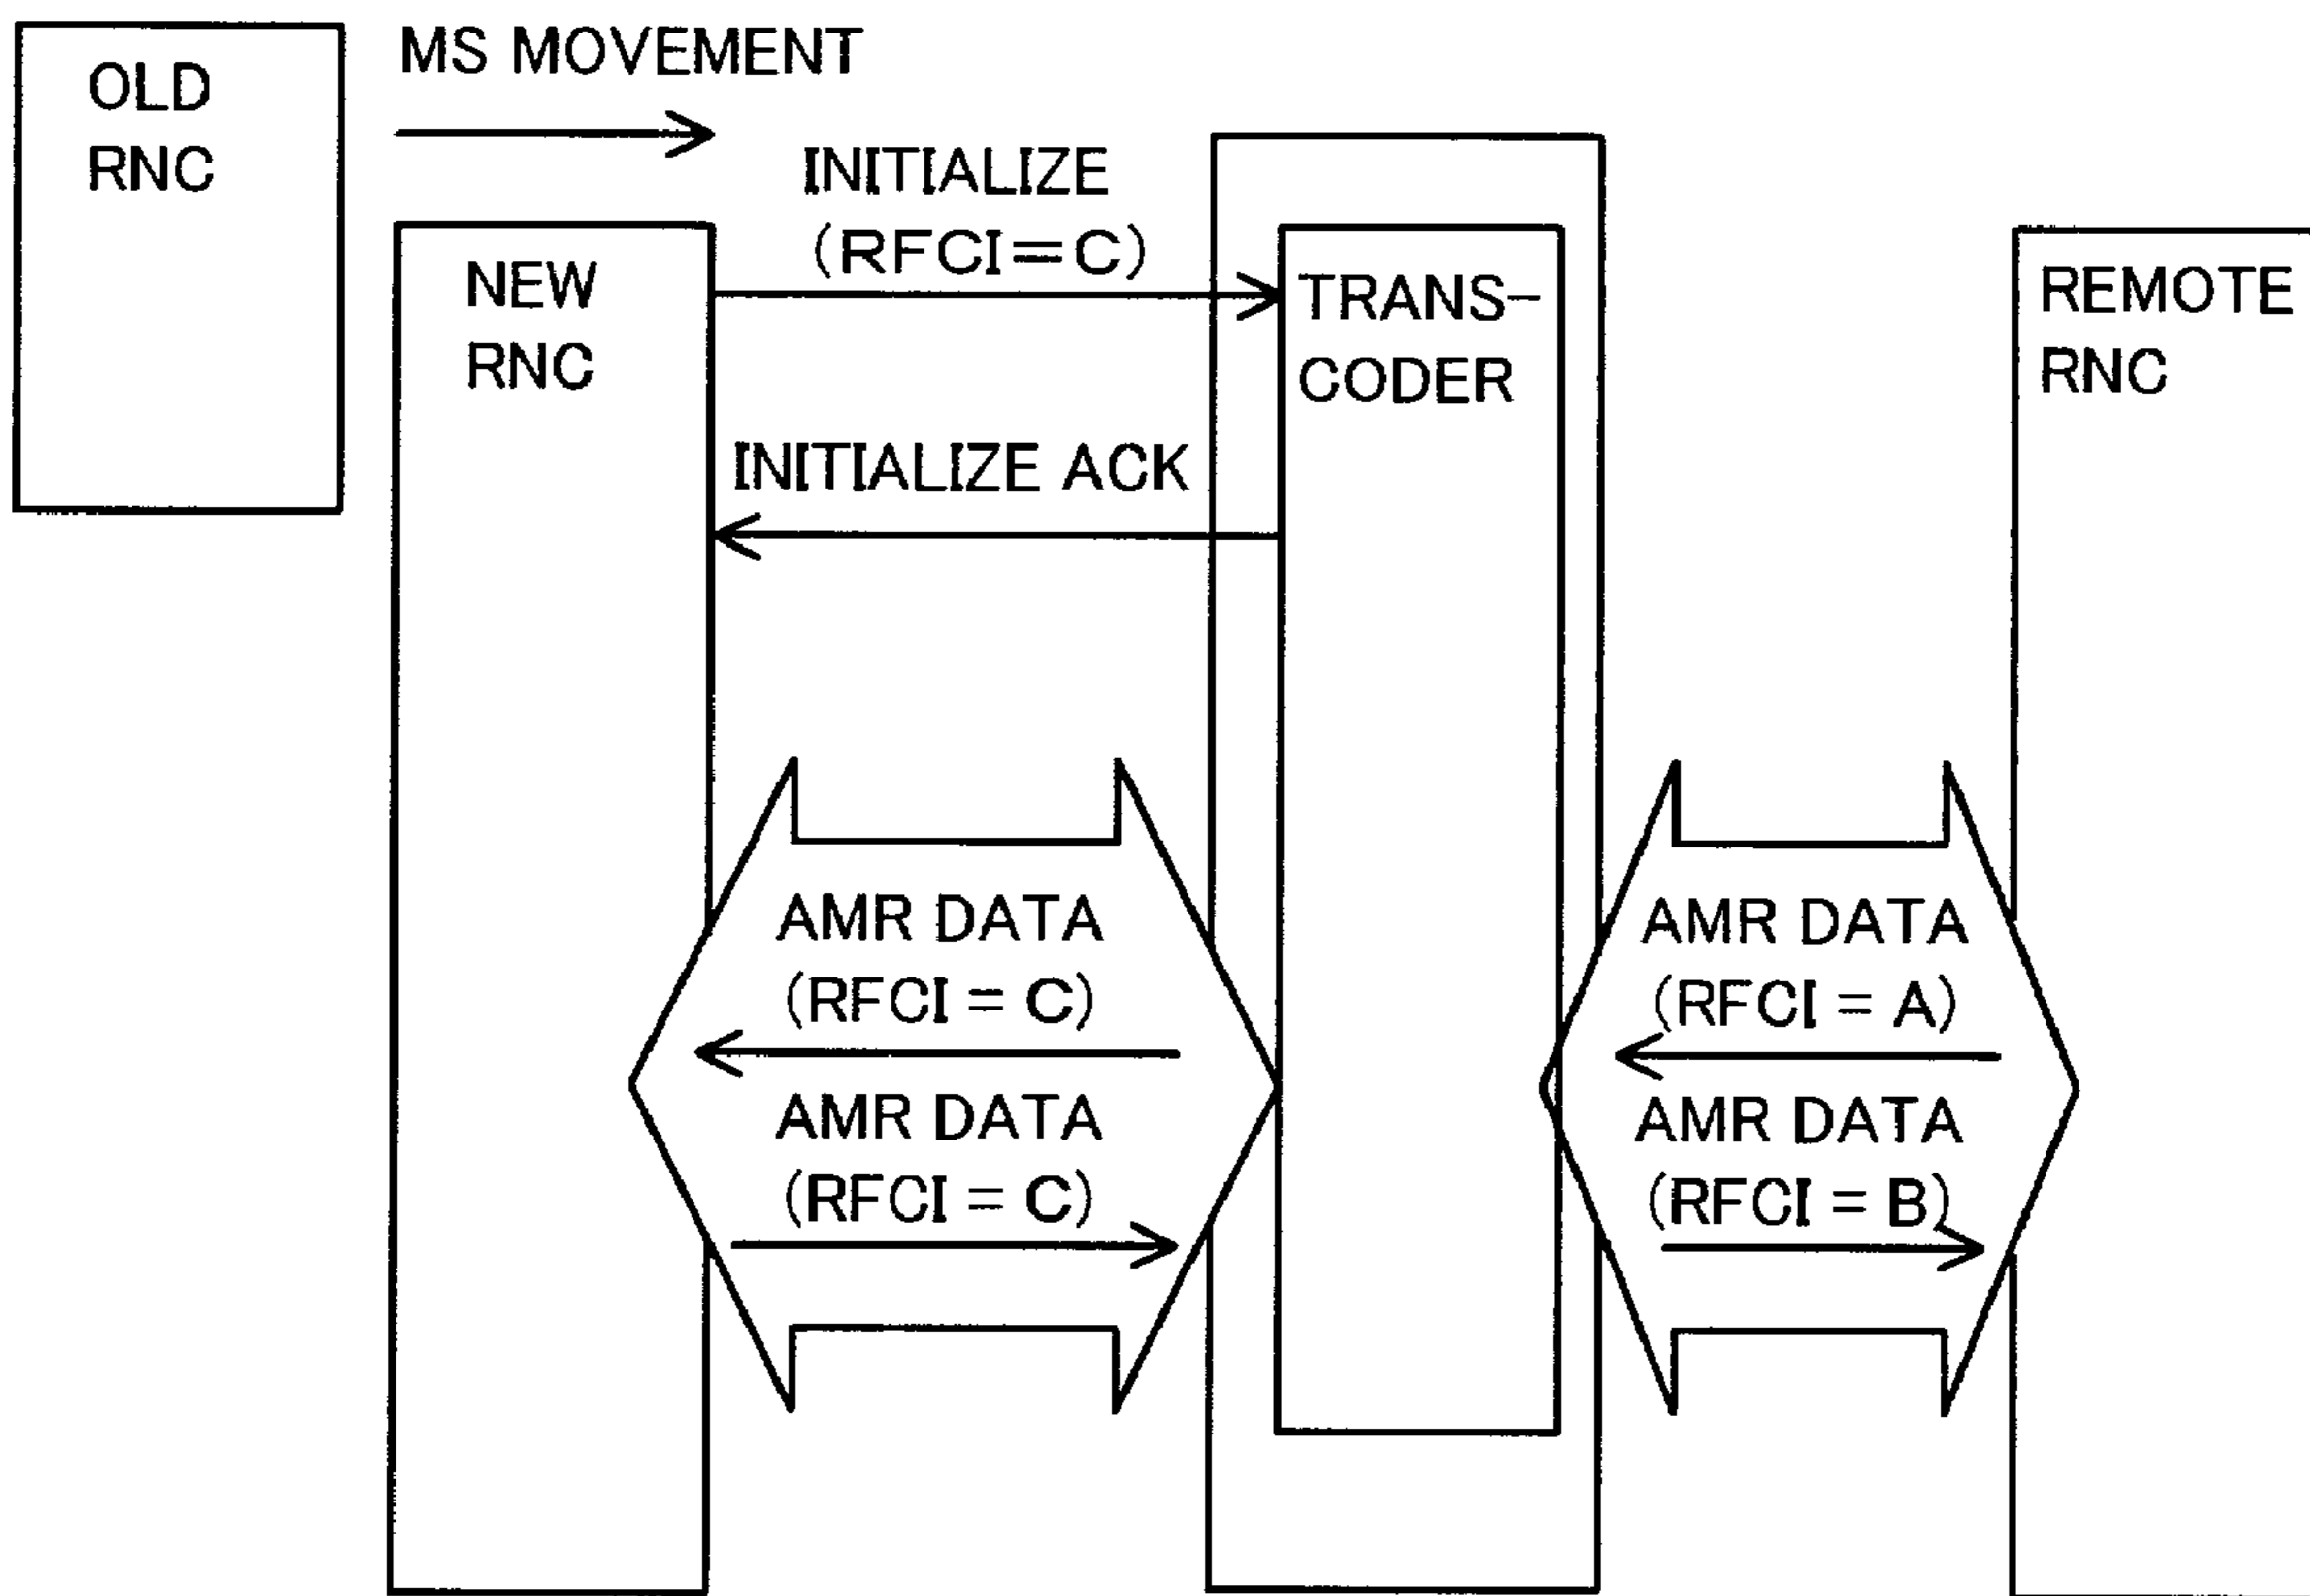 OLD
RNC
MS MOVEMENT
NEW
RNC
INITIALIZE
(RFCI=C)
TRANS-
CODER
REMOTE
RNC
INITIALIZE ACK
AMR DATA
(RFCI = C)
AMR DATA
(RFCI = C)
AMR DATA
(RFCI = A)
AMR DATA
(RFCI = B)